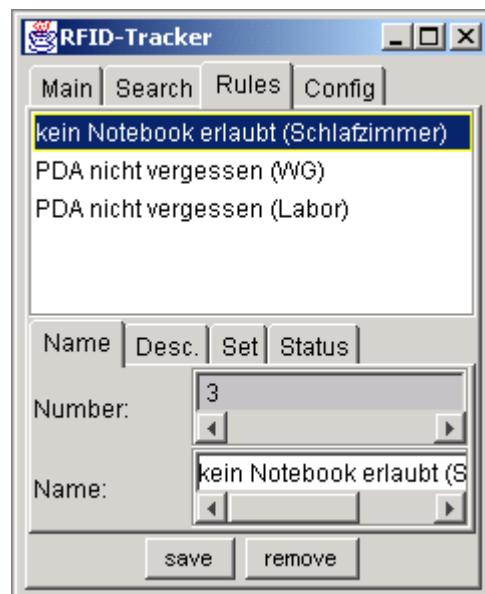 RFID-Tracker
Main Search Rules Config
kein Notebook erlaubt (Schlafzimmer)
PDA nicht vergessen (WG)
PDA nicht vergessen (Labor)
Name Desc. Set Status
Number: 3
Name: kein Notebook erlaubt (S
save remove